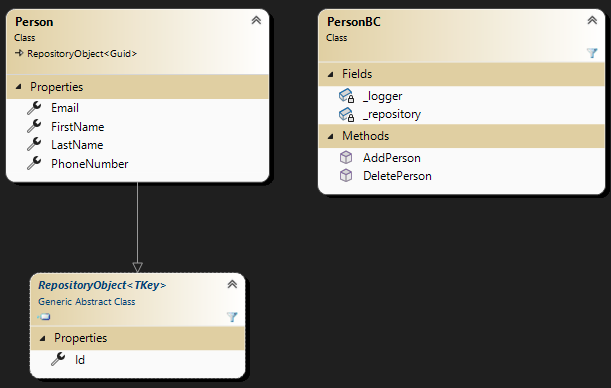 Person
Class
RepositoryObject<Guid>
Properties
Email
FirstName
LastName
PhoneNumber
PersonBC
Class
Fields
_logger
_repository
Methods
AddPerson
DeletePerson
RepositoryObject<TKey>
Generic Abstract Class
Properties
Id